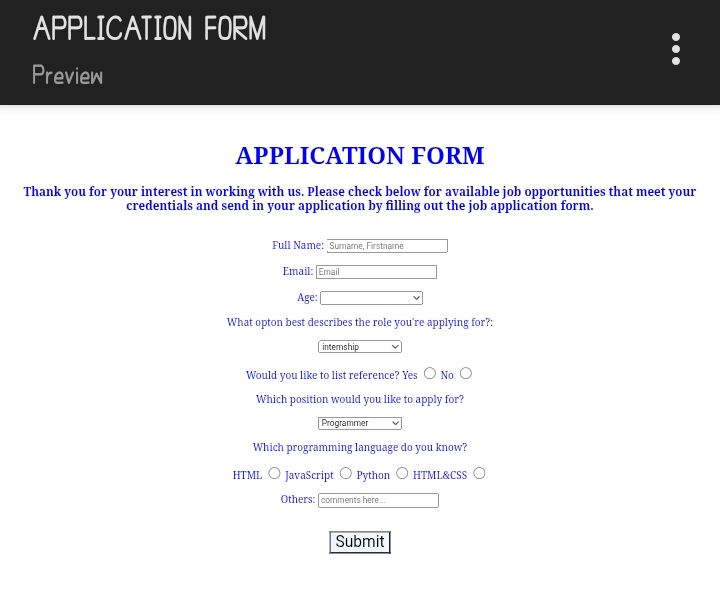 APPLICATION FORM
Preview
APPLICATION FORM
Thank you for your interest in working with us. Please check below for available job opportunities that meet your
credentials and send in your application by filling out the job application form.
Full Name: Surname, Firstname
Email: Email
Age:
What opton best describes the role you're applying for?:
internship
Would you like to list reference? Yes No
Which position would you like to apply for?
Programmer
Which programming language do you know?
HTML JavaScript Python HTML&CSS
Others: comments here...
Submit